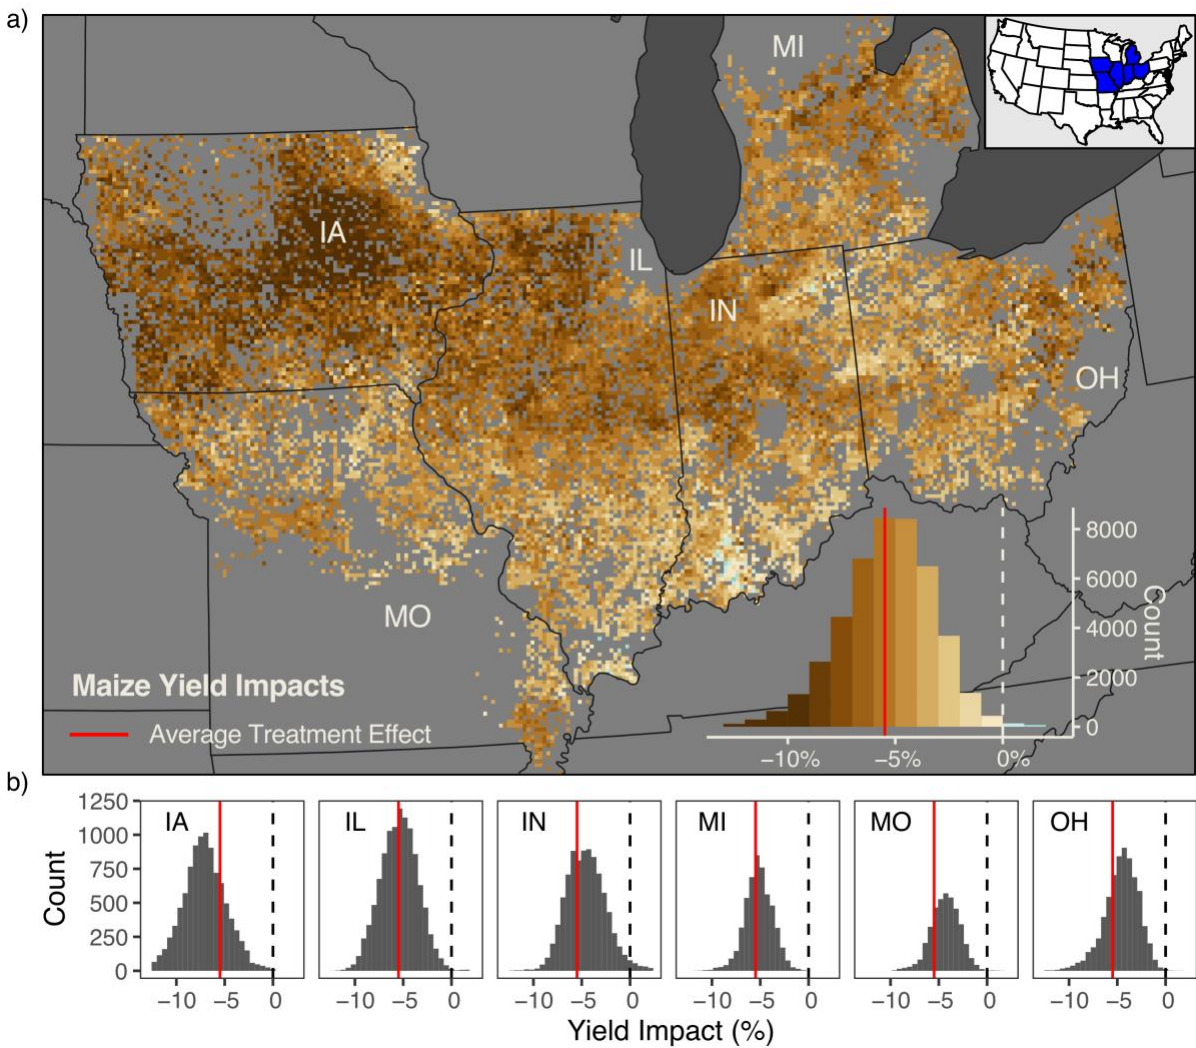 a)
MI
IA
IL
IN
OH
MO
8000
6000
4000
2000
0
Count
−10% −5% 0%
Maize Yield Impacts
Average Treatment Effect
b)
IA IL IN MI MO OH
1250
1000
750
500
250
0
Count
−10 −5 0 −10 −5 0 −10 −5 0 −10 −5 0 −10 −5 0 −10 −5 0
Yield Impact (%)